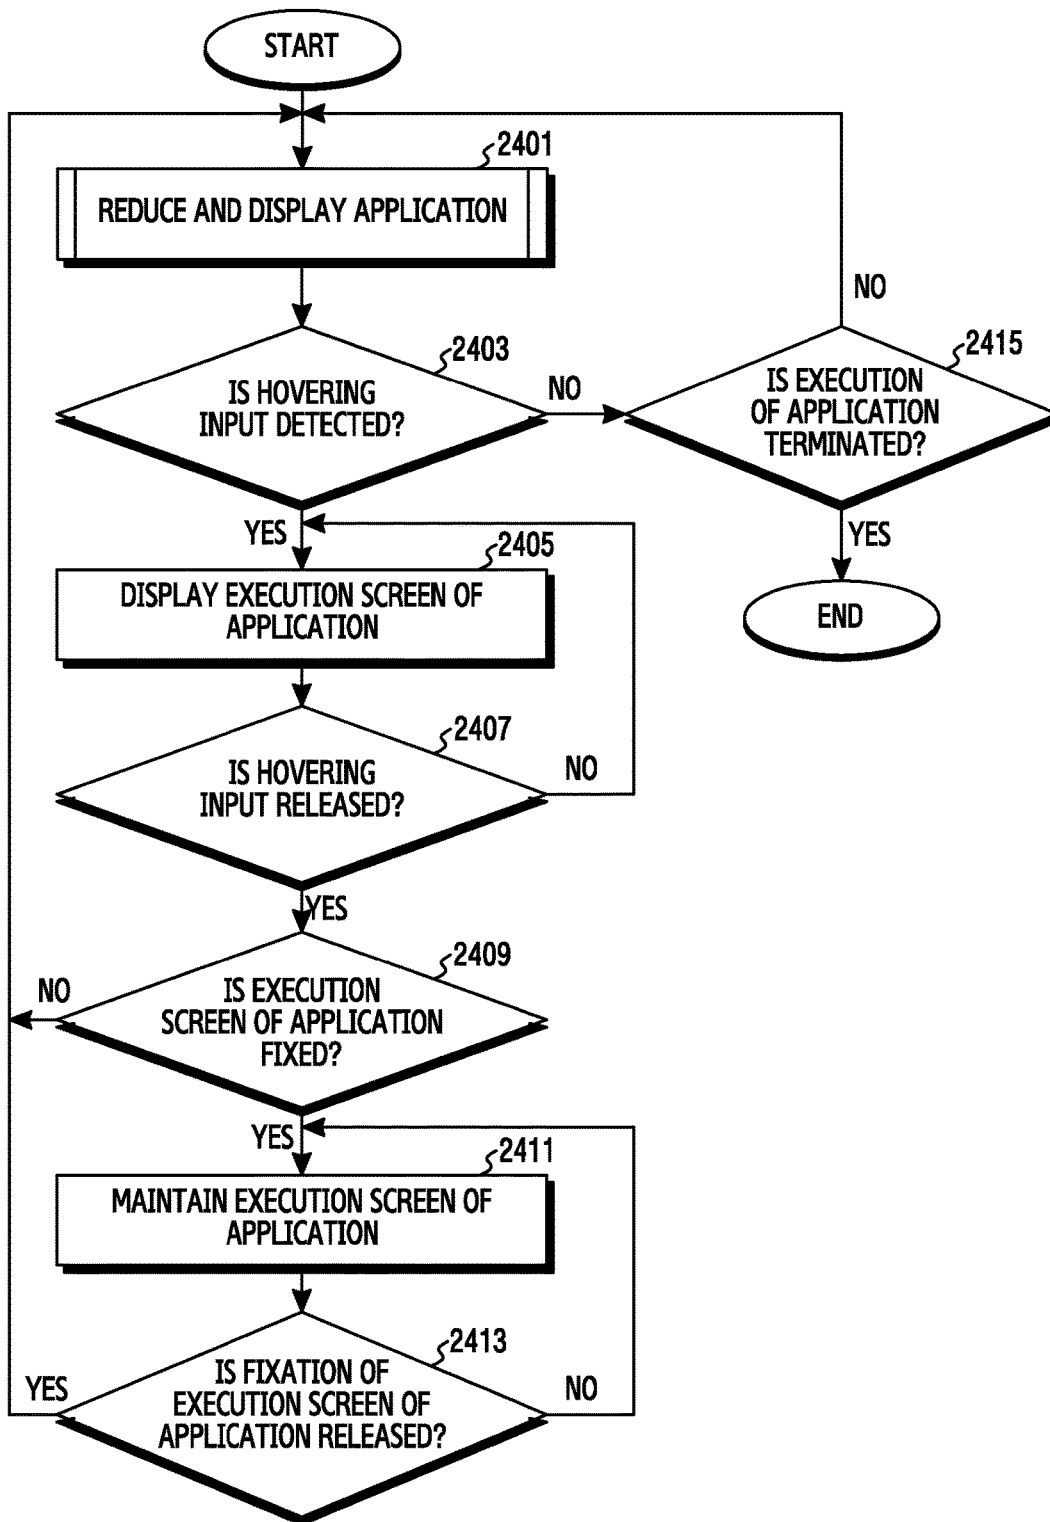 START
2401
REDUCE AND DISPLAY APPLICATION
NO
2403
2415
IS HOVERING
INPUT DETECTED?
NO
IS EXECUTION
OF APPLICATION
TERMINATED?
YES
YES
2405
DISPLAY EXECUTION SCREEN OF
APPLICATION
END
2407
IS HOVERING
INPUT RELEASED?
NO
YES
2409
NO
IS EXECUTION
SCREEN OF APPLICATION
FIXED?
YES
2411
MAINTAIN EXECUTION SCREEN OF
APPLICATION
2413
YES
IS FIXATION OF
EXECUTION SCREEN OF
APPLICATION RELEASED?
NO